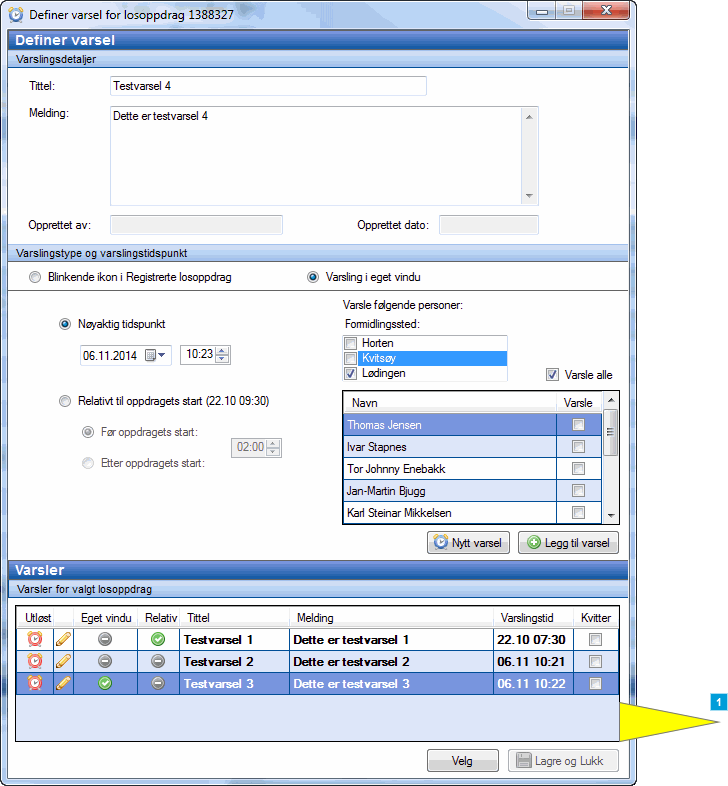 Definer varsel for losoppdrag 1388327
Definer varsel
Varslingsdetaljer
Tittel: Testvarsel 4
Melding: Dette er testvarsel 4
Opprettet av: Opprettet dato:
Varslingstype og varslingstidspunkt
Blinkende ikon i Registrerte losoppdrag Varsling i eget vindu
Varsle følgende personer:
Nøyaktig tidspunkt Formidlingssted:
Horten
06.11.2014 10:23 Kvitsøy
Lødingen Varsle alle
Relativt til oppdragets start (22.10 09:30) Navn Varsle
Thomas Jensen
Før oppdragets start: 02:00 Ivar Stapnes
Etter oppdragets start: Tor Johnny Enebakk
Jan-Martin Bjugg
Karl Steinar Mikkelsen
Nytt varsel Legg til varsel
Varsler
Varsler for valgt losoppdrag
Utløst Eget vindu Relativ Tittel Melding Varslingstid Kvitter
Testvarsel 1 Dette er testvarsel 1 22.10 07:30
Testvarsel 2 Dette er testvarsel 2 06.11 10:21
Testvarsel 3 Dette er testvarsel 3 06.11 10:22
1
Velg Lagre og Lukk